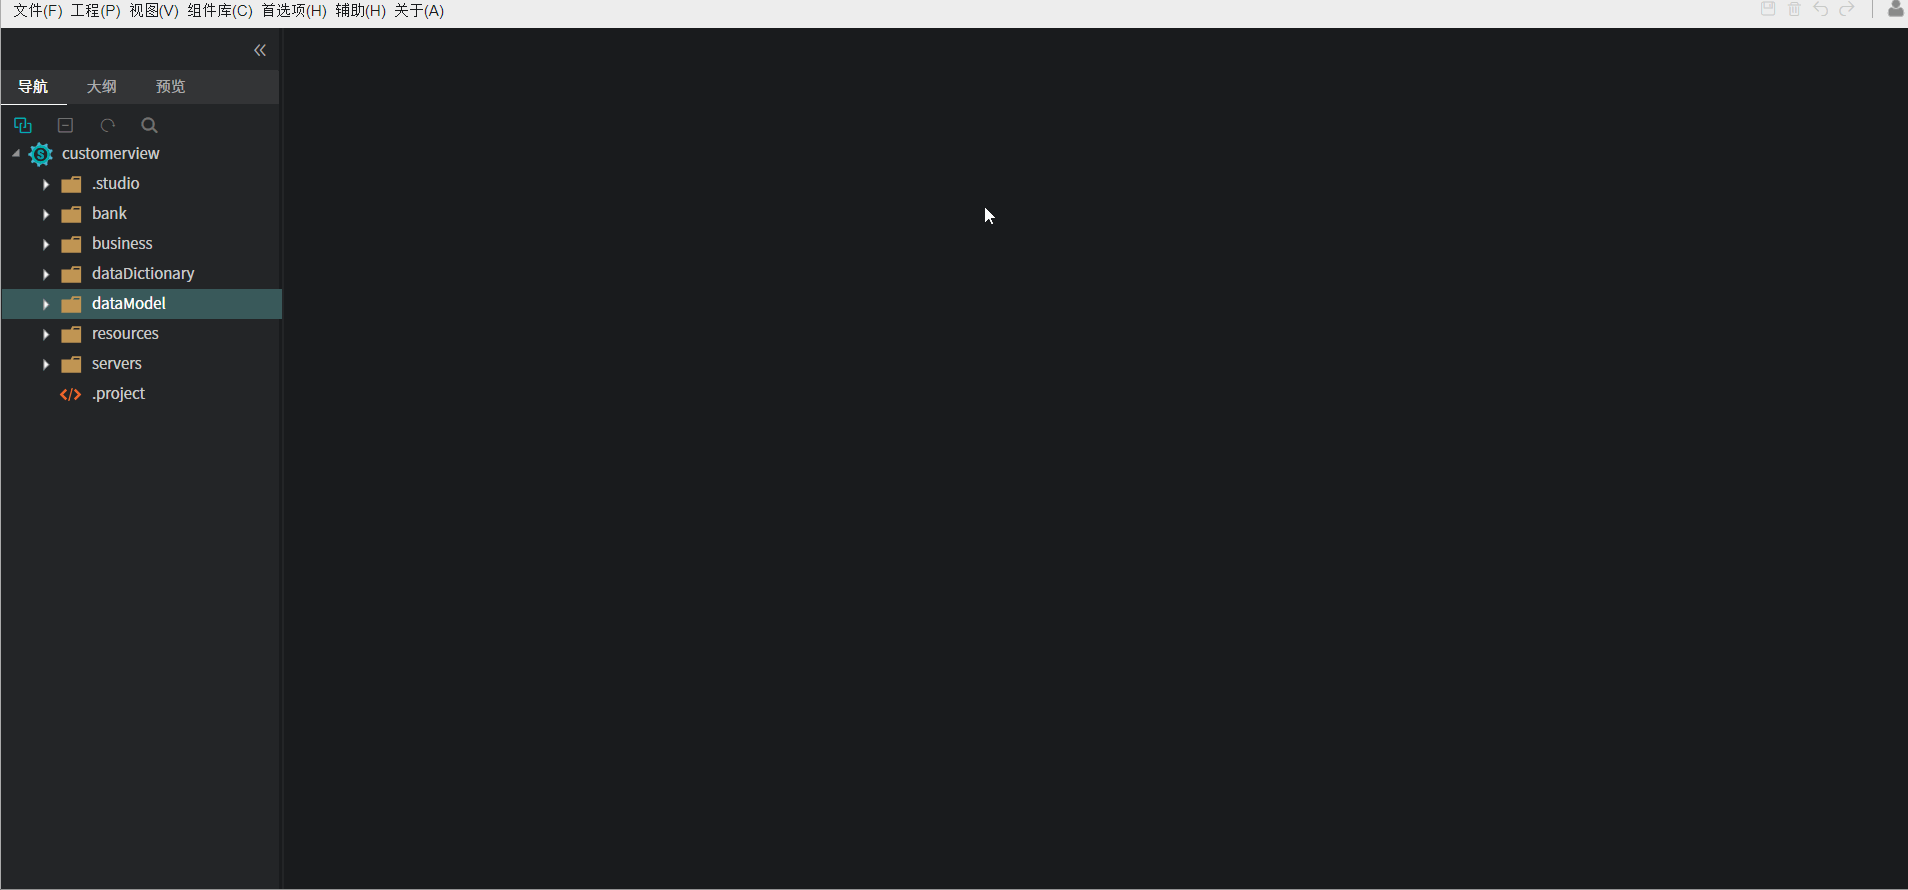 文件(F) 工程(P) 视图(V) 组件库(C) 首选项(H) 辅助(H) 关于(A)
导航 大纲 预览
customerview
.studio
bank
business
dataDictionary
dataModel
resources
servers
.project